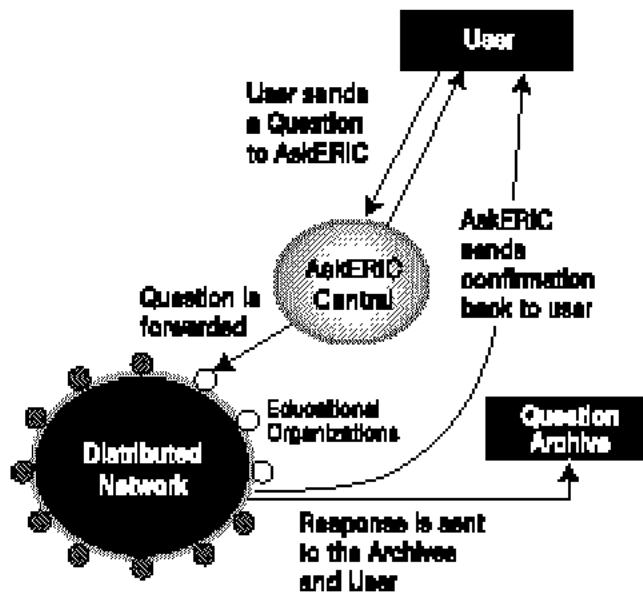 User
User sends
a Question
to AskERIC
AskERIC
sends
confirmation
back to user
AskERIC
Central
Question is
forwarded
Educational
Organizations
Distributed
Network
Question
Archive
Response is sent
to the Archives
and User